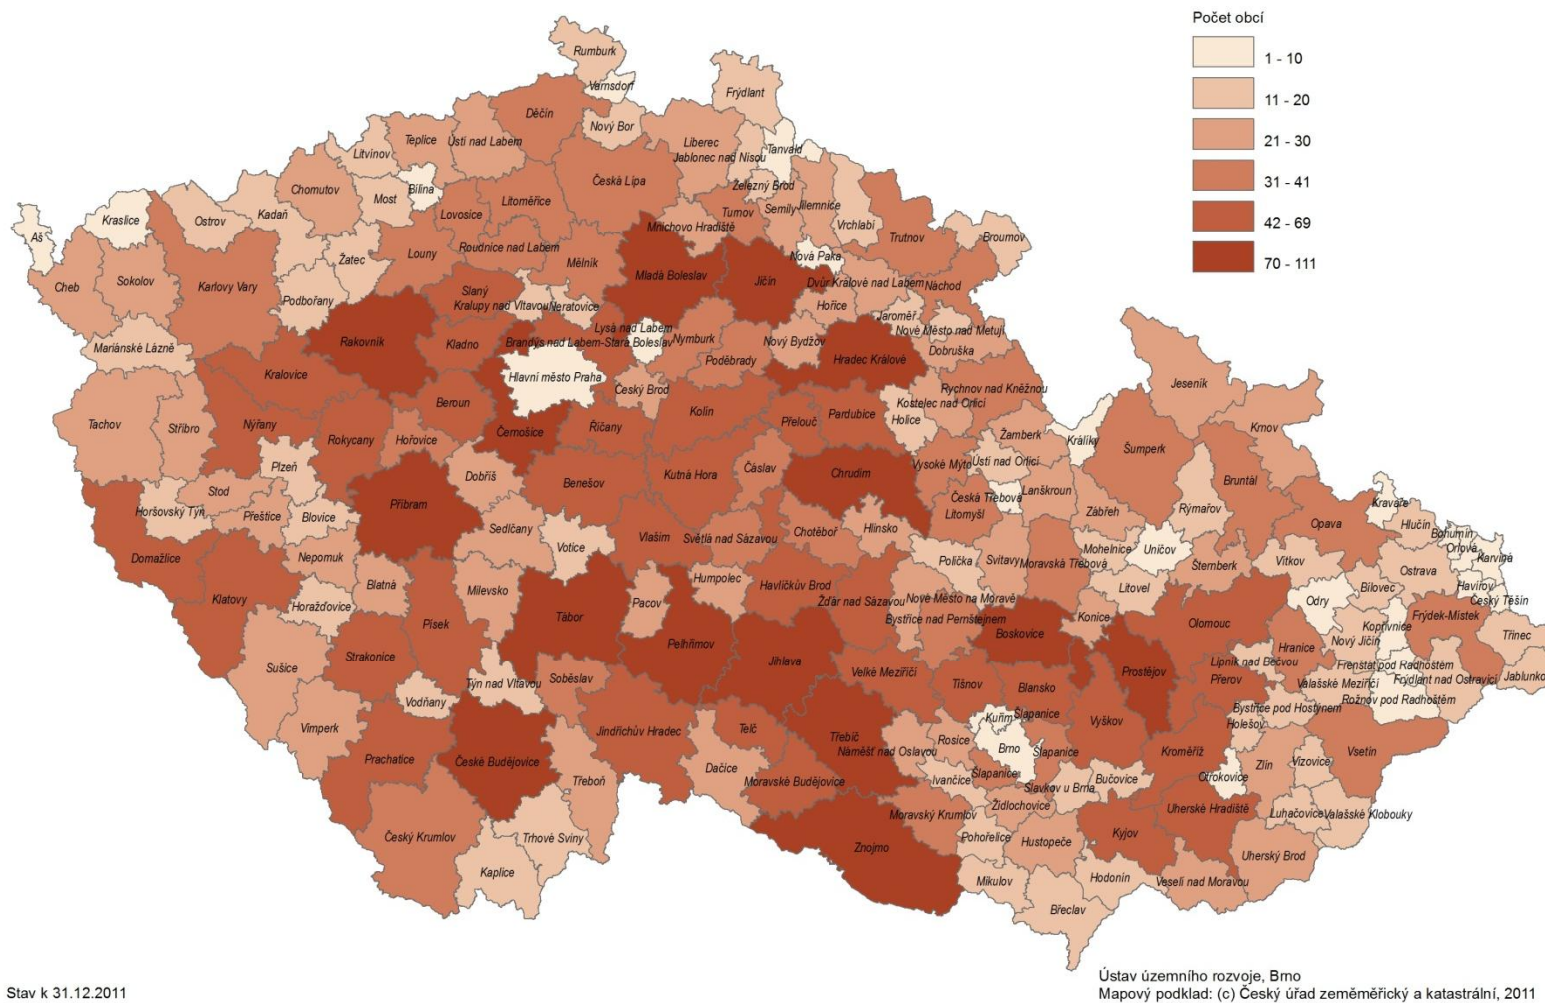 Počet obcí
1 - 10
11 - 20
21 - 30
31 - 41
42 - 69
70 - 111
Rumburk
Varnsdorf
Děčín
Nový Bor
Frýdlant
Teplice
Ústí nad Labem
Litvínov
Liberec
Jablonec nad Nisou
Tanvald
Chomutov
Bílina
Most
Česká Lípa
Železný Brod
Litoměřice
Lovosice
Turnov
Semily
Jilemnice
Vrchlabí
Kraslice
Ostrov
Kadaň
Mnichovo Hradiště
Trutnov
Broumov
Aš
Žatec
Louny
Roudnice nad Labem
Mělník
Nová Paka
Cheb
Sokolov
Karlovy Vary
Podbořany
Slaný
Mladá Boleslav
Jičín
Dvůr Králové nad Labem
Náchod
Kralupy nad Vltavou
Neratovice
Hořice
Jaroměř
Mariánské Lázně
Rakovník
Kladno
Lysá nad Labem
Brandýs nad Labem-Stará Boleslav
Nymburk
Nový Bydžov
Nové Město nad Metují
Dobruška
Kralovice
Hlavní město Praha
Poděbrady
Hradec Králové
Český Brod
Rychnov nad Kněžnou
Jeseník
Beroun
Kostelec nad Orlicí
Tachov
Stříbro
Nýřany
Rokycany
Hořovice
Černošice
Říčany
Kolín
Přelouč
Pardubice
Holice
Žamberk
Králíky
Šumperk
Krnov
Plzeň
Dobříš
Benešov
Kutná Hora
Čáslav
Chrudim
Vysoké Mýto
Ústí nad Orlicí
Česká Třebová
Lanškroun
Bruntál
Horšovský Týn
Stod
Přeštice
Blovice
Příbram
Litomyšl
Zábřeh
Rýmařov
Opava
Kravaře
Hlučín
Sedlčany
Votice
Vlašim
Světlá nad Sázavou
Chotěboř
Hlinsko
Bohumín
Orlová
Karviná
Domažlice
Nepomuk
Polička
Svitavy
Moravská Třebová
Mohelnice
Uničov
Šternberk
Vítkov
Ostrava
Klatovy
Blatná
Milevsko
Humpolec
Havlíčkův Brod
Žďár nad Sázavou
Litovel
Bílovec
Havířov
Český Těšín
Horažďovice
Tábor
Pacov
Nové Město na Moravě
Bystřice nad Pernštejnem
Konice
Odry
Písek
Olomouc
Kopřivnice
Frýdek-Místek
Boskovice
Nový Jičín
Třinec
Pelhřimov
Sušice
Strakonice
Jihlava
Prostějov
Hranice
Lipník nad Bečvou
Frenštát pod Radhoštěm
Soběslav
Velké Meziříčí
Týn nad Vltavou
Tišnov
Blansko
Přerov
Valašské Meziříčí
Frýdlant nad Ostravicí
Rožnov pod Radhoštěm
Vodňany
Kuřim
Šlapanice
Bystřice pod Hostýnem
Vimperk
Jindřichův Hradec
Telč
Třebíč
Vyškov
Holešov
Prachatice
České Budějovice
Náměšť nad Oslavou
Rosice
Brno
Šlapanice
Kroměříž
Vsetín
Třeboň
Dačice
Moravské Budějovice
Ivančice
Šlapanice
Bučovice
Otrokovice
Zlín
Vizovice
Slavkov u Brna
Židlochovice
Uherské Hradiště
Luhačovice
Valašské Klobouky
Český Krumlov
Trhové Sviny
Moravský Krumlov
Znojmo
Pohořelice
Hustopeče
Kyjov
Uherský Brod
Kaplice
Mikulov
Hodonín
Veselí nad Moravou
Břeclav
Stav k 31.12.2011
Ústav územního rozvoje, Brno
Mapový podklad: (c) Český úřad zeměměřický a katastrální, 2011